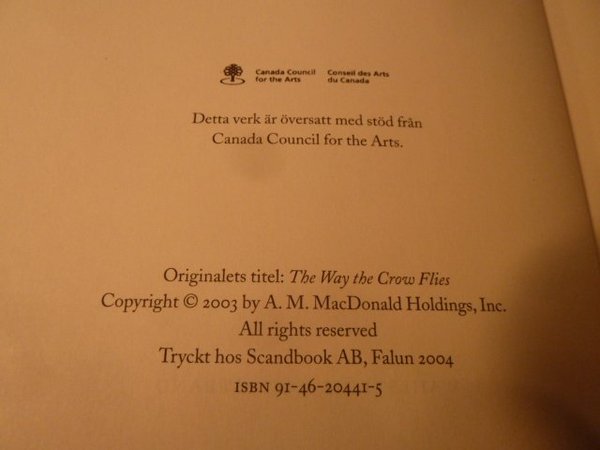 Canada Council Conseil des Arts
for the Arts du Canada
Detta verk är översatt med stöd från
Canada Council for the Arts.
Originalets titel: The Way the Crow Flies
Copyright © 2003 by A. M. MacDonald Holdings, Inc.
All rights reserved
Tryckt hos Scandbook AB, Falun 2004
ISBN 91-46-20441-5